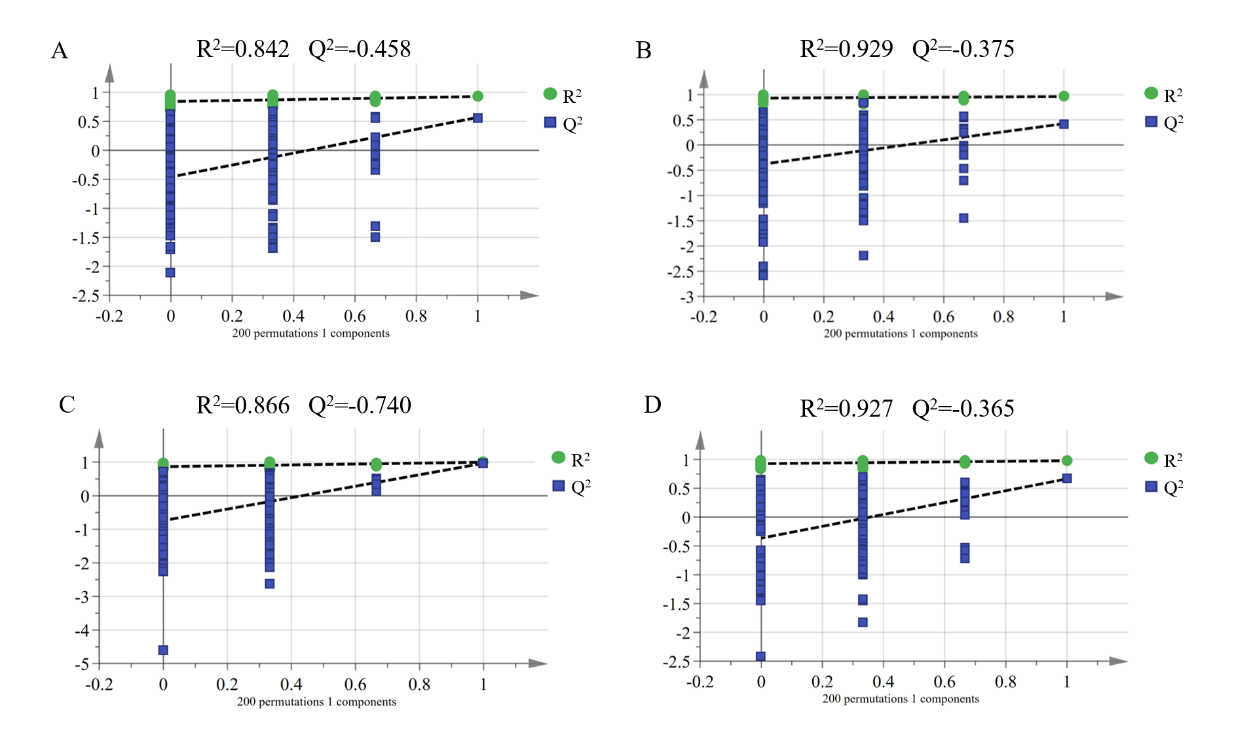 A
R²=0.842 Q²=-0.458
1
0.5
0
-0.5
-1
-1.5
-2
-2.5
-0.2 0 0.2 0.4 0.6 0.8 1
200 permutations 1 components
R²
Q²
B
R²=0.929 Q²=-0.375
1
0.5
0
-0.5
-1
-1.5
-2
-2.5
-3
-0.2 0 0.2 0.4 0.6 0.8 1
200 permutations 1 components
R²
Q²
C
R²=0.866 Q²=-0.740
1
0
-1
-2
-3
-4
-5
-0.2 0 0.2 0.4 0.6 0.8 1
200 permutations 1 components
R²
Q²
D
R²=0.927 Q²=-0.365
1
0.5
0
-0.5
-1
-1.5
-2
-2.5
-0.2 0 0.2 0.4 0.6 0.8 1
200 permutations 1 components
R²
Q²